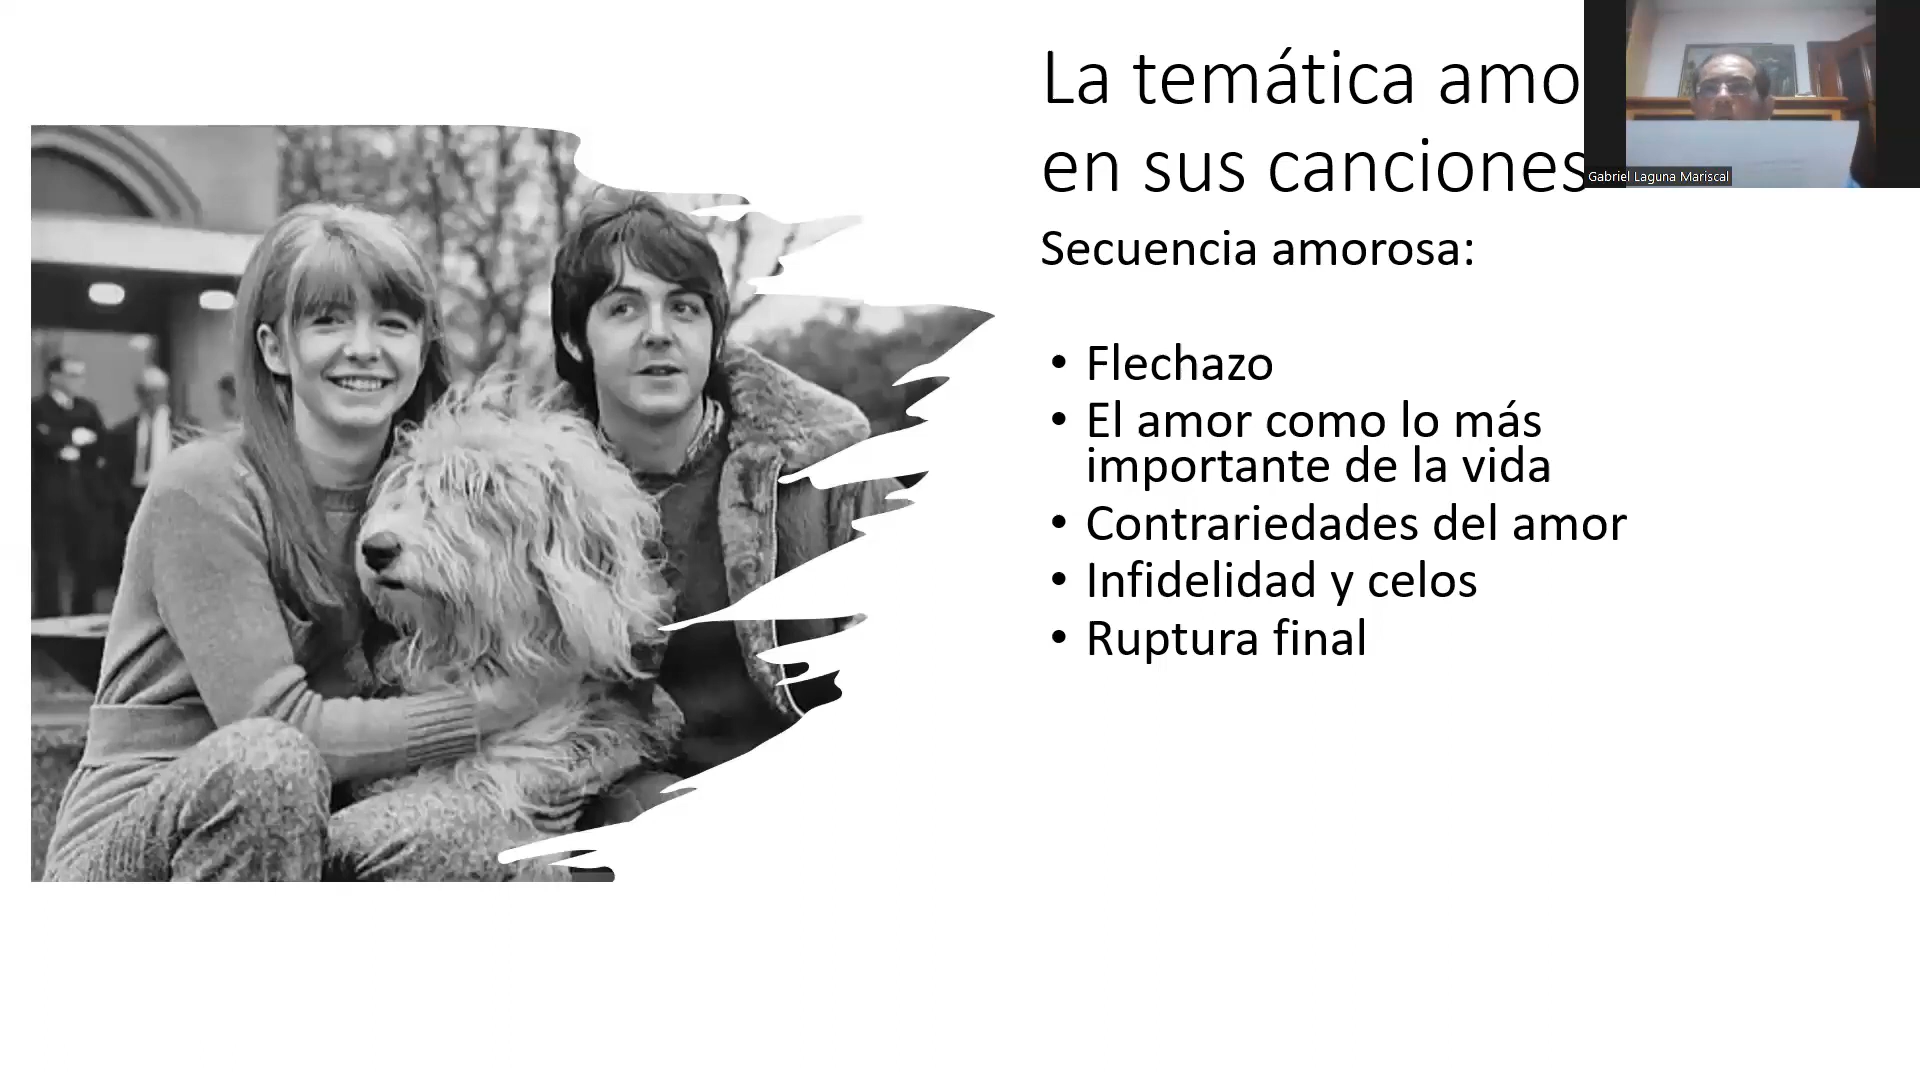 La temática amo
en sus canciones
Gabriel Laguna Mariscal
Secuencia amorosa:
• Flechazo
• El amor como lo más
importante de la vida
• Contrariedades del amor
• Infidelidad y celos
• Ruptura final